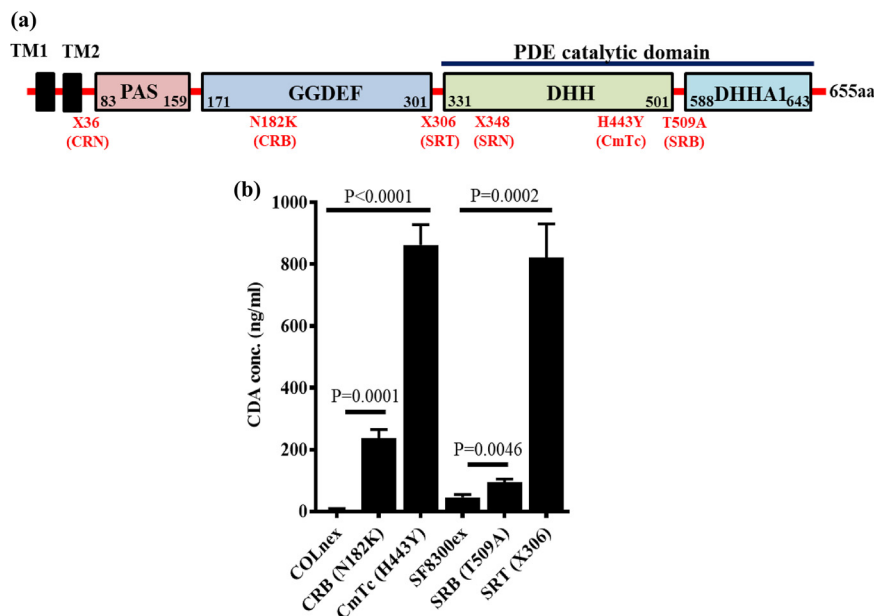 (a)
TM1
TM2
PDE catalytic domain
83 PAS 159
171 GGDEF 301
331 DHH 501
588 DHHA1 643
655aa
X36
(CRN)
N182K
(CRB)
X306
(SRT)
X348
(SRN)
H443Y
(CmTc)
T509A
(SRB)
(b)
CDA conc. (ng/ml)
1000
800
600
400
200
0
P<0.0001
P=0.0002
P=0.0001
P=0.0046
COLnex
CRB (N182K)
CmTc (H443Y)
SF8300ex
SRB (T509A)
SRT (X306)